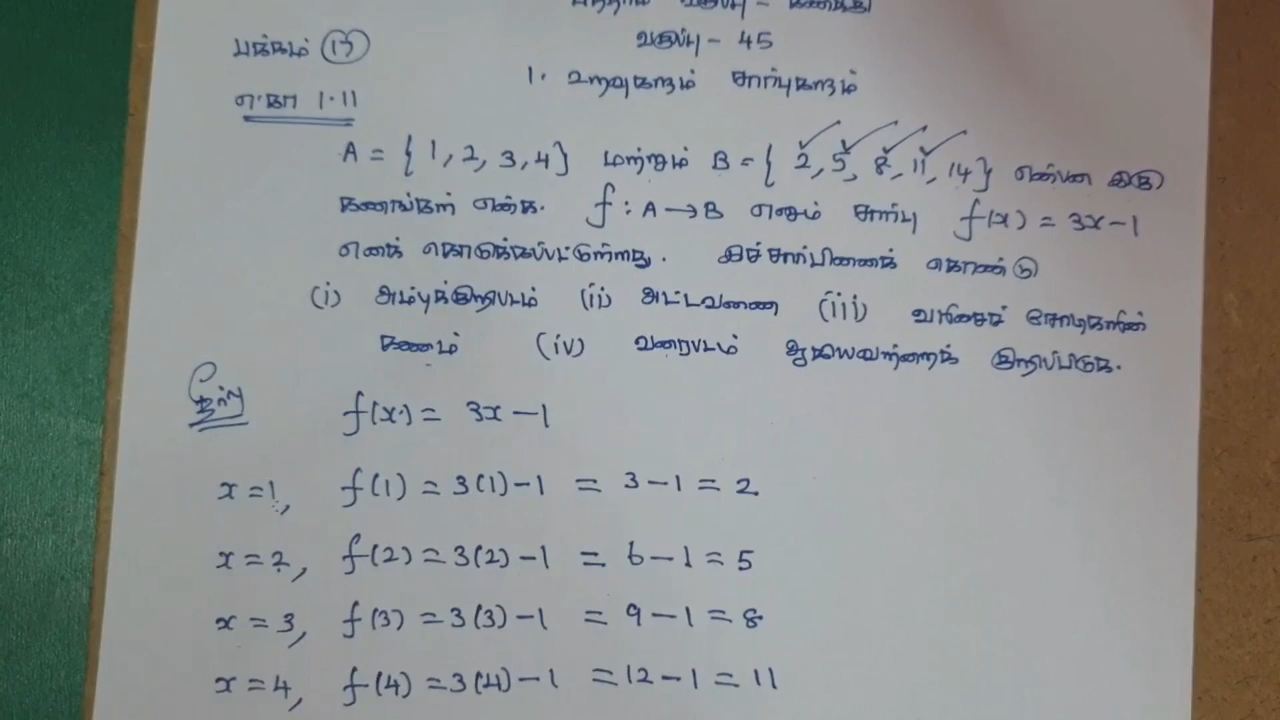 பத்தாம் வகுப்பு - கணக்கு
வகுப்பு - 45
பக்கம் 17
1. உறவுகளும் சார்புகளும்
எ.கா 1.11
A = { 1, 2, 3, 4 } மற்றும் B = { 2, 5, 8, 11, 14 } என்பன இரு
கணங்கள் என்க. f : A → B எனும் சார்பு f(x) = 3x - 1
எனக் கொடுக்கப்பட்டுள்ளது. இச்சார்பினைக் கொண்டு
(i) அம்புக்குறிபடம் (ii) அட்டவணை (iii) வரிசைச் சோடிகளின்
கணம் (iv) வரைபடம் ஆகியவற்றைக் குறிப்பிடுக.
தீர்வு
f(x) = 3x - 1
x = 1, f(1) = 3(1) - 1 = 3 - 1 = 2
x = 2, f(2) = 3(2) - 1 = 6 - 1 = 5
x = 3, f(3) = 3(3) - 1 = 9 - 1 = 8
x = 4, f(4) = 3(4) - 1 = 12 - 1 = 11